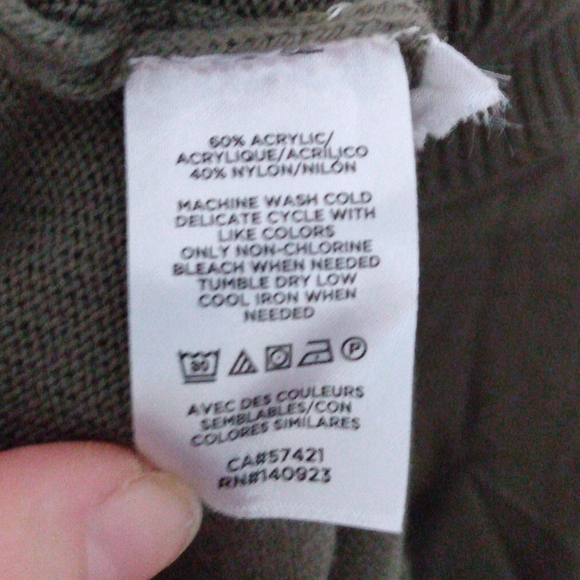 60% ACRYLIC/
ACRYLIQUE/ACRÍLICO
40% NYLON/NILÓN
MACHINE WASH COLD
DELICATE CYCLE WITH
LIKE COLORS
ONLY NON-CHLORINE
BLEACH WHEN NEEDED
TUMBLE DRY LOW
COOL IRON WHEN
NEEDED
30 P
AVEC DES COULEURS
SEMBLABLES/CON
COLORES SIMILARES
CA#57421
RN#140923